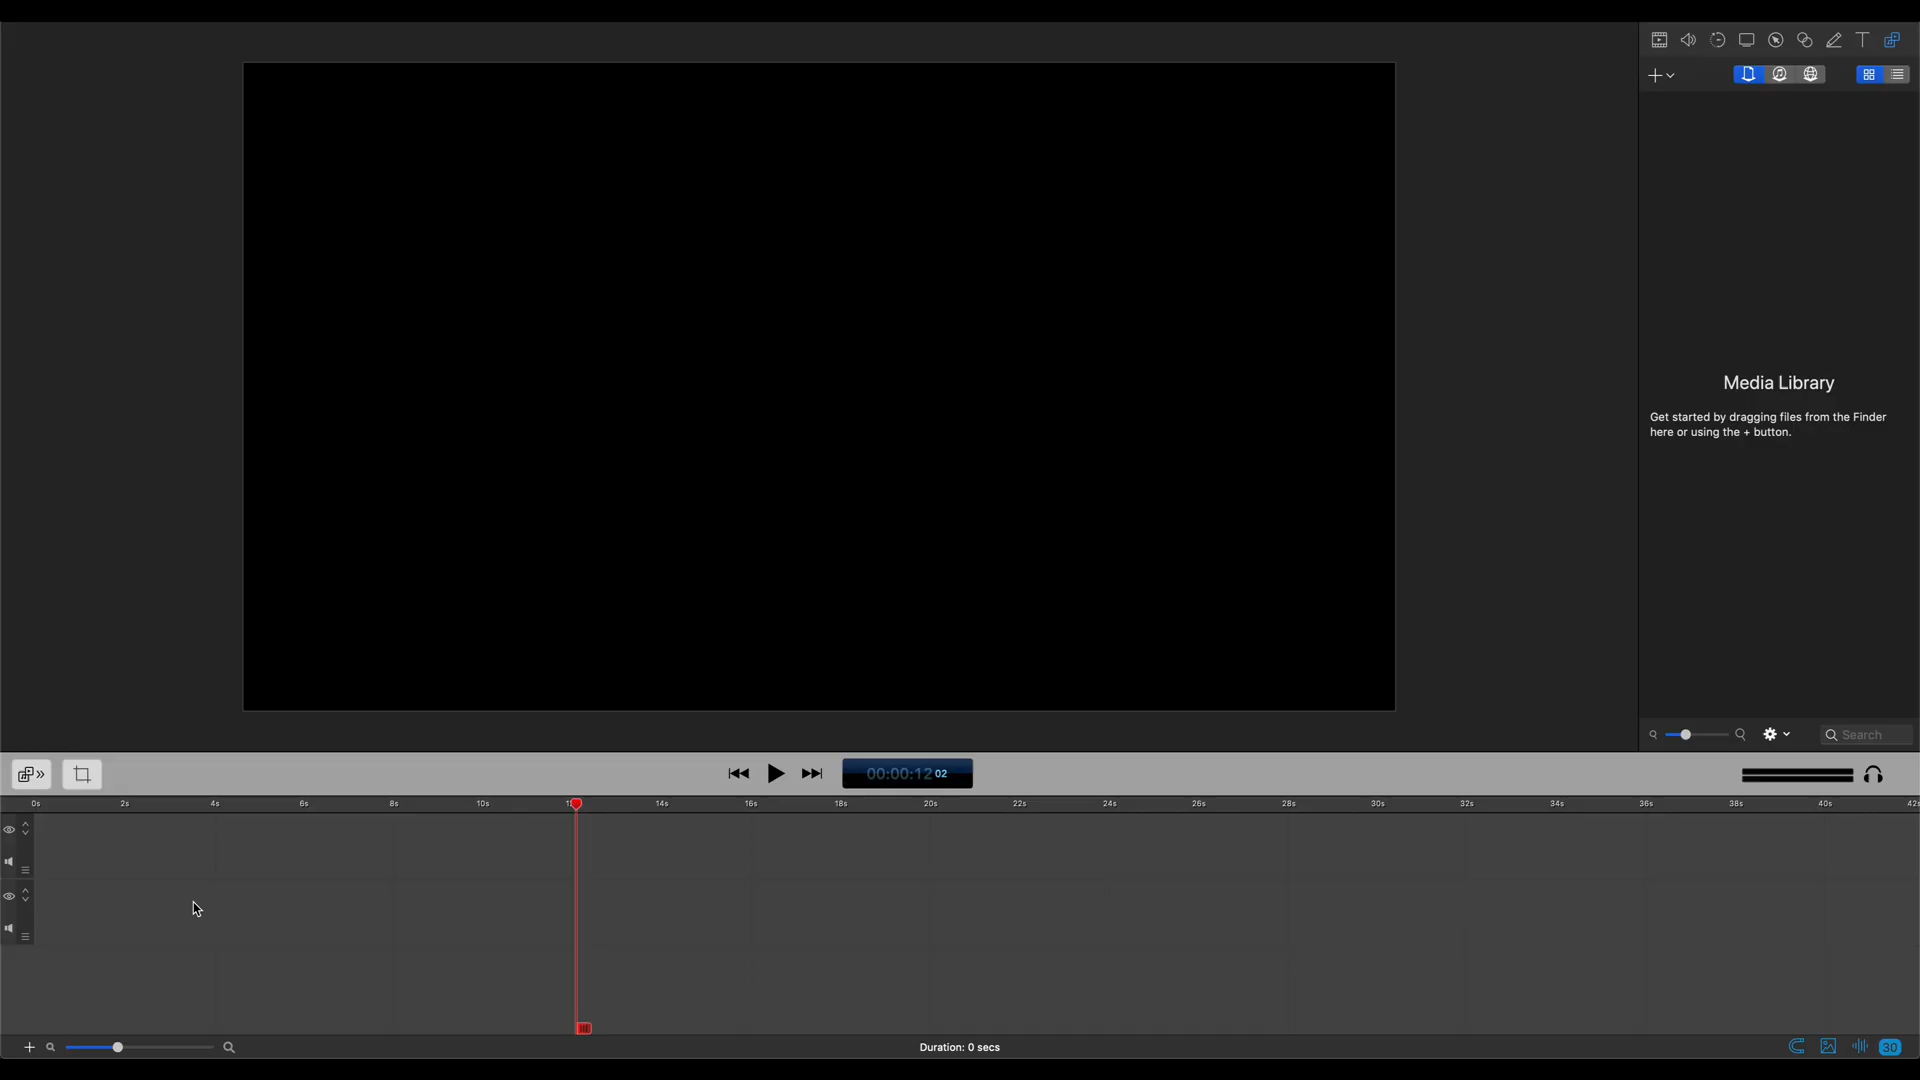 Media Library
Get started by dragging files from the Finder
here or using the + button.
Search
00:00:12 02
0s 2s 4s 6s 8s 10s 14s 16s 18s 20s 22s 24s 26s 28s 30s 32s 34s 36s 38s 40s
Duration: 0 secs
30